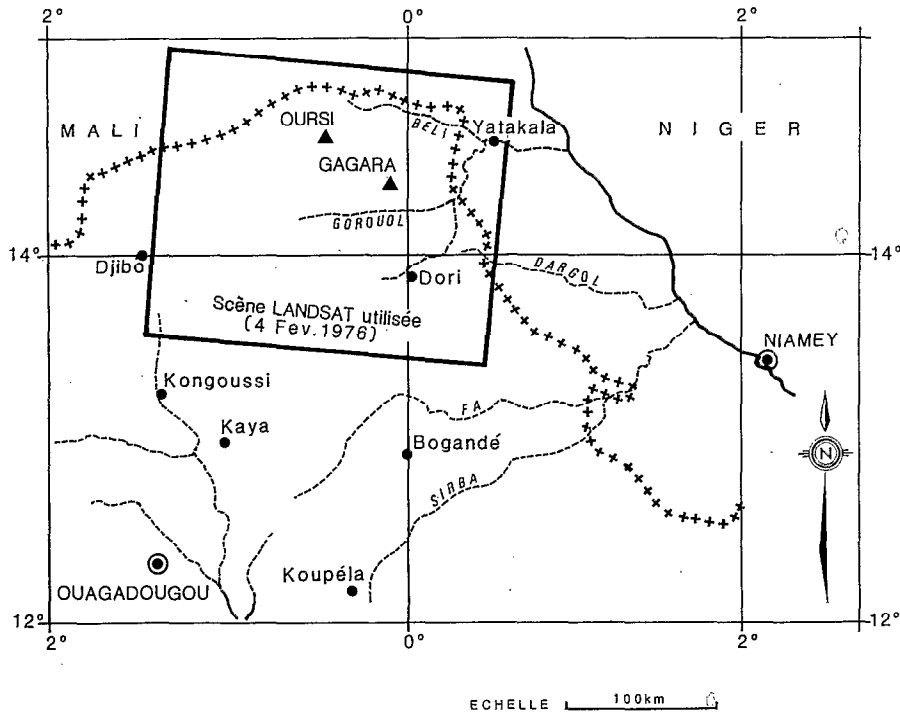 2°
0°
2°
MALI
OURSI
BELI
Yatakala
NIGER
GAGARA
GOROUOL
14°
14°
Djibo
Dori
DARGOL
Scène LANDSAT utilisée
(4 Fev.1976)
NIAMEY
Kongoussi
FA
Kaya
Bogandé
N
SIRBA
Koupéla
OUAGADOUGOU
12°
12°
2°
0°
2°
ECHELLE 100km